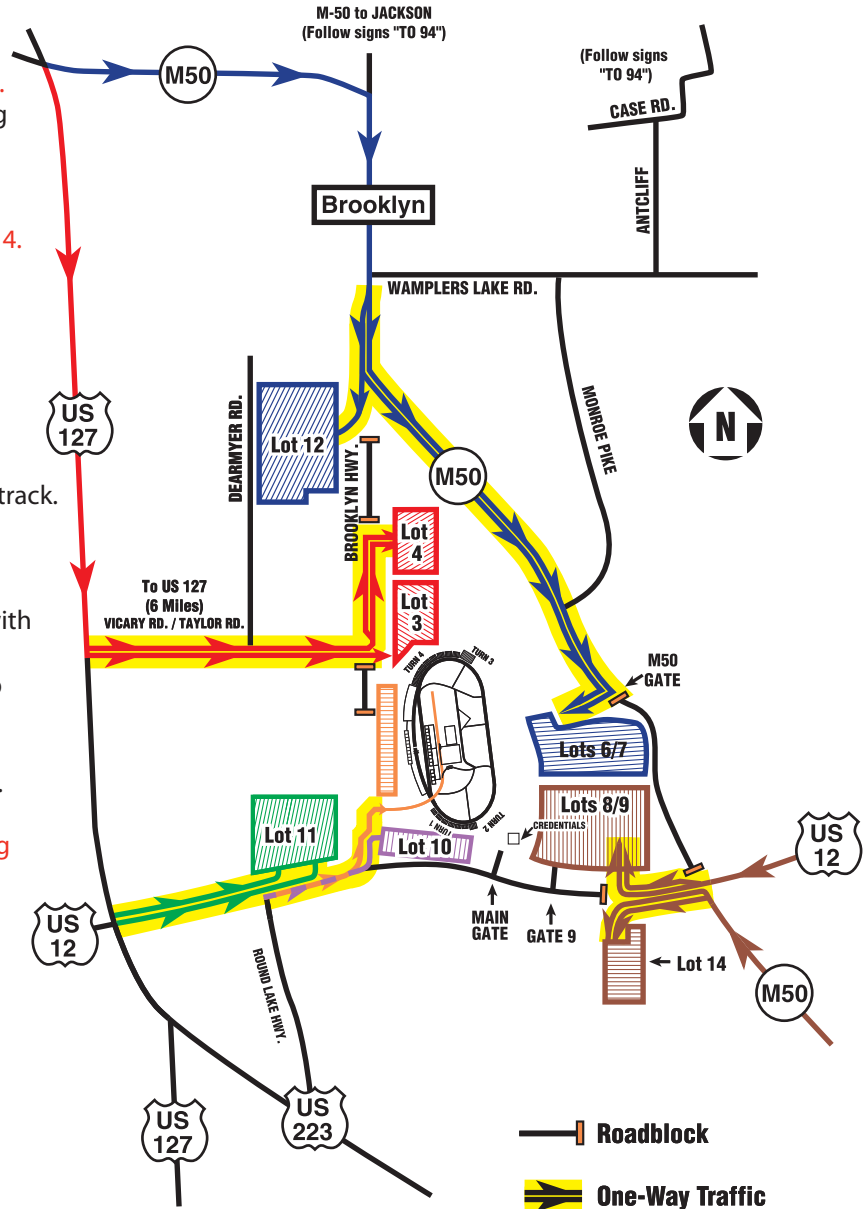 M-50 to JACKSON
(Follow signs "TO 94")
(Follow signs
"TO 94")
M50
.
g
CASE RD.
ANTCLIFF
Brooklyn
4.
WAMPLERS LAKE RD.
US
127
DEARMYER RD.
Lot 12
BROOKLYN HWY.
MONROE PIKE
N
M50
track.
Lot
4
To US 127
(6 Miles)
VICARY RD. / TAYLOR RD.
Lot
3
with
TURN 4
TURN 3
M50
GATE
Lots 6/7
.
Lots 8/9
Lot 11
TURN 1
TURN 2
CREDENTIALS
Lot 10
US
12
g
US
12
MAIN
GATE
GATE 9
Lot 14
ROUND LAKE HWY.
M50
US
127
US
223
Roadblock
One-Way Traffic